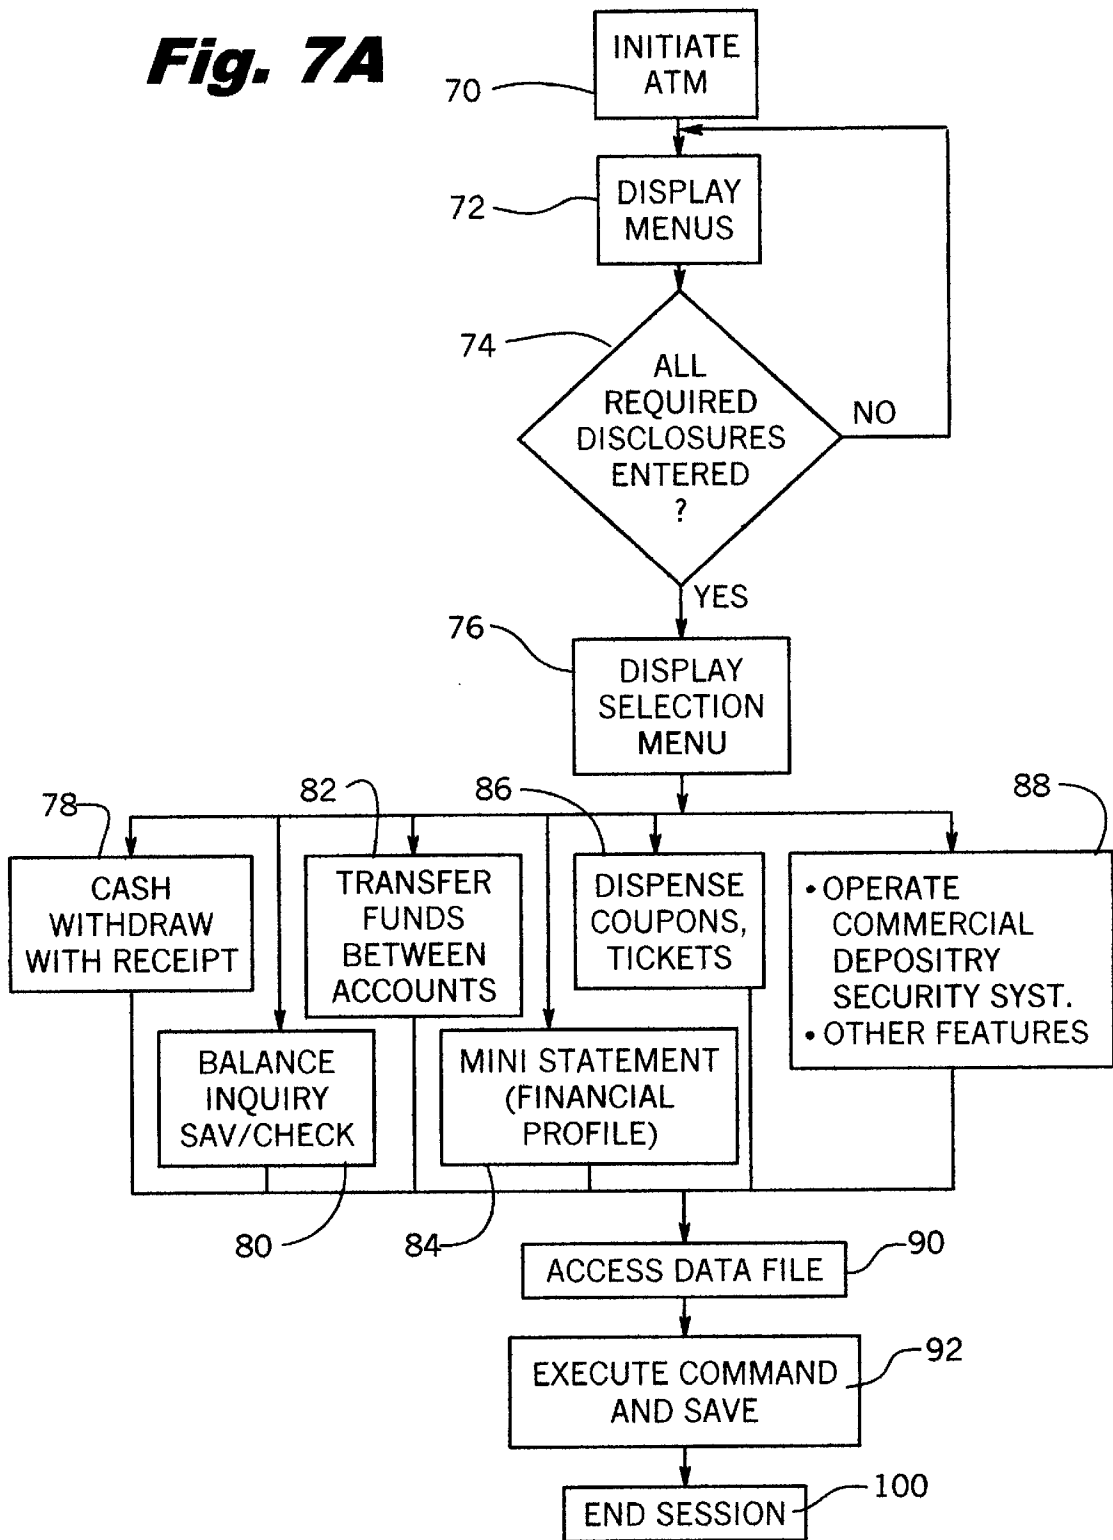 Fig. 7A
INITIATE
ATM
70
DISPLAY
MENUS
72
74
ALL
REQUIRED
DISCLOSURES
ENTERED
?
NO
YES
76
DISPLAY
SELECTION
MENU
78
82
86
88
CASH
WITHDRAW
WITH RECEIPT
TRANSFER
FUNDS
BETWEEN
ACCOUNTS
DISPENSE
COUPONS,
TICKETS
• OPERATE
COMMERCIAL
DEPOSITRY
SECURITY SYST.
• OTHER FEATURES
BALANCE
INQUIRY
SAV/CHECK
MINI STATEMENT
(FINANCIAL
PROFILE)
80
84
ACCESS DATA FILE
90
EXECUTE COMMAND
AND SAVE
92
END SESSION
100